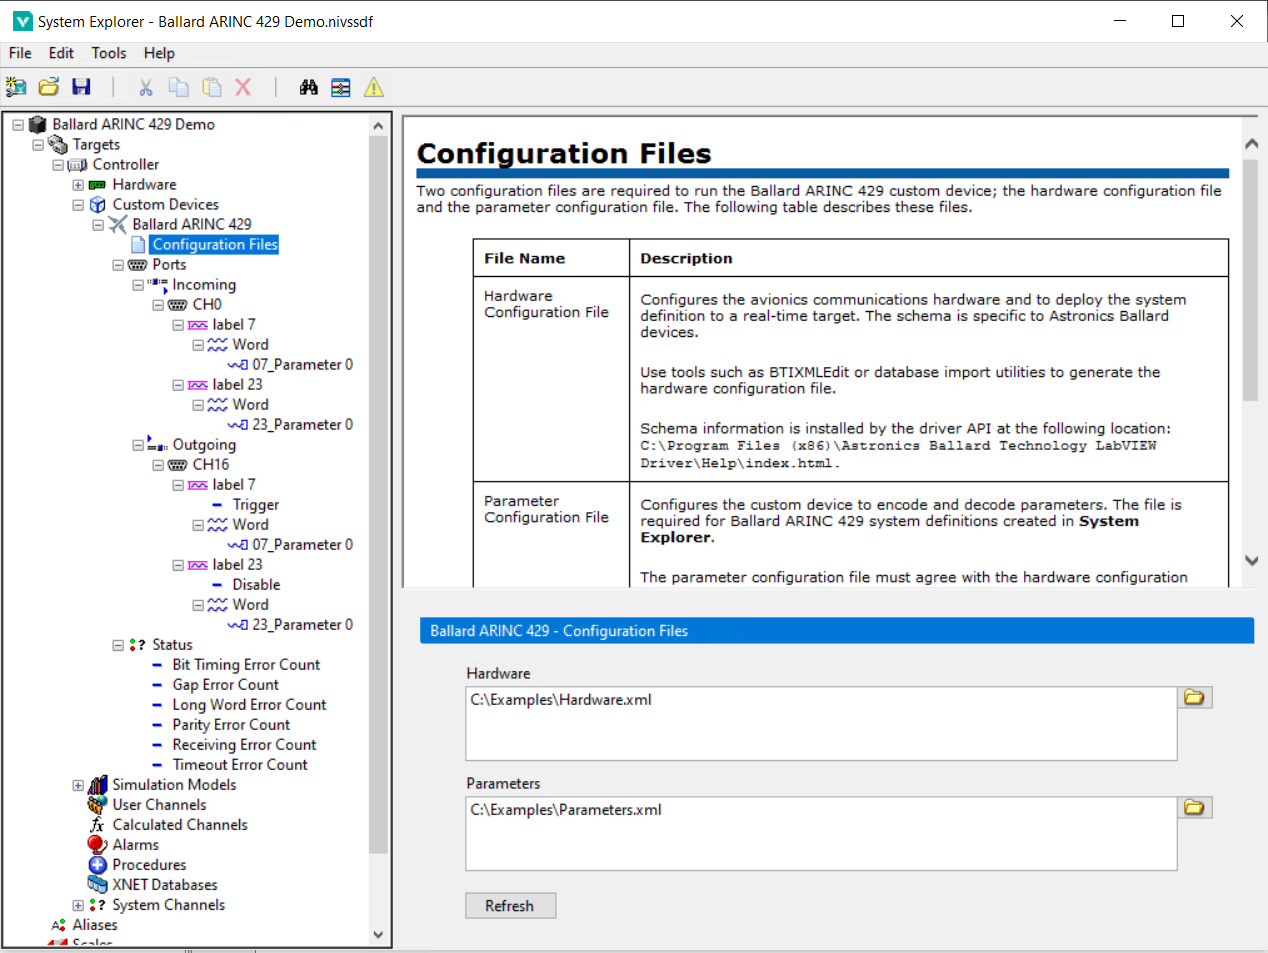 System Explorer - Ballard ARINC 429 Demo.nivssdf
File Edit Tools Help
Ballard ARINC 429 Demo
Targets
Controller
Hardware
Custom Devices
Ballard ARINC 429
Configuration Files
Ports
Incoming
CH0
label 7
Word
07_Parameter 0
label 23
Word
23_Parameter 0
Outgoing
CH16
label 7
Trigger
Word
07_Parameter 0
label 23
Disable
Word
23_Parameter 0
Status
Bit Timing Error Count
Gap Error Count
Long Word Error Count
Parity Error Count
Receiving Error Count
Timeout Error Count
Simulation Models
User Channels
Calculated Channels
Alarms
Procedures
XNET Databases
System Channels
Aliases
Scales
Configuration Files
Two configuration files are required to run the Ballard ARINC 429 custom device; the hardware configuration file
and the parameter configuration file. The following table describes these files.
File Name
Description
Hardware
Configuration File
Configures the avionics communications hardware and to deploy the system
definition to a real-time target. The schema is specific to Astronics Ballard
devices.
Use tools such as BTIXMLEdit or database import utilities to generate the
hardware configuration file.
Schema information is installed by the driver API at the following location:
C:\Program Files (x86)\Astronics Ballard Technology LabVIEW
Driver\Help\index.html.
Parameter
Configuration File
Configures the custom device to encode and decode parameters. The file is
required for Ballard ARINC 429 system definitions created in System
Explorer.
The parameter configuration file must agree with the hardware configuration
Ballard ARINC 429 - Configuration Files
Hardware
C:\Examples\Hardware.xml
Parameters
C:\Examples\Parameters.xml
Refresh